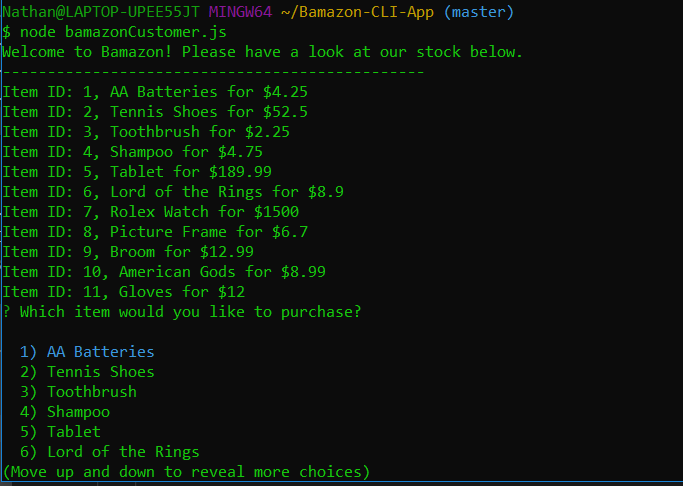 Nathan@LAPTOP-UPEE55JT MINGW64 ~/Bamazon-CLI-App (master)
$ node bamazonCustomer.js
Welcome to Bamazon! Please have a look at our stock below.
-----------------------------------------------
Item ID: 1, AA Batteries for $4.25
Item ID: 2, Tennis Shoes for $52.5
Item ID: 3, Toothbrush for $2.25
Item ID: 4, Shampoo for $4.75
Item ID: 5, Tablet for $189.99
Item ID: 6, Lord of the Rings for $8.9
Item ID: 7, Rolex Watch for $1500
Item ID: 8, Picture Frame for $6.7
Item ID: 9, Broom for $12.99
Item ID: 10, American Gods for $8.99
Item ID: 11, Gloves for $12
? Which item would you like to purchase?
1) AA Batteries
2) Tennis Shoes
3) Toothbrush
4) Shampoo
5) Tablet
6) Lord of the Rings
(Move up and down to reveal more choices)